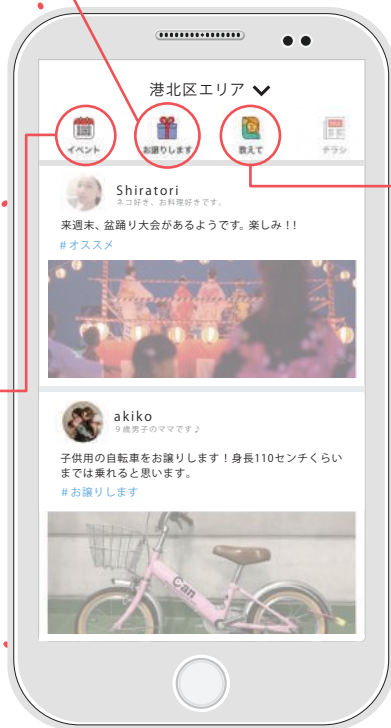 港北区エリア
イベント
お譲りします
教えて
チラシ
Shiratori
ネコ好き、お料理好きです。
来週末、盆踊り大会があるようです。楽しみ!!
#オススメ
akiko
9歳男子のママです♪
子供用の自転車をお譲りします!身長110センチくらい
までは乗れると思います。
#お譲りします
Can